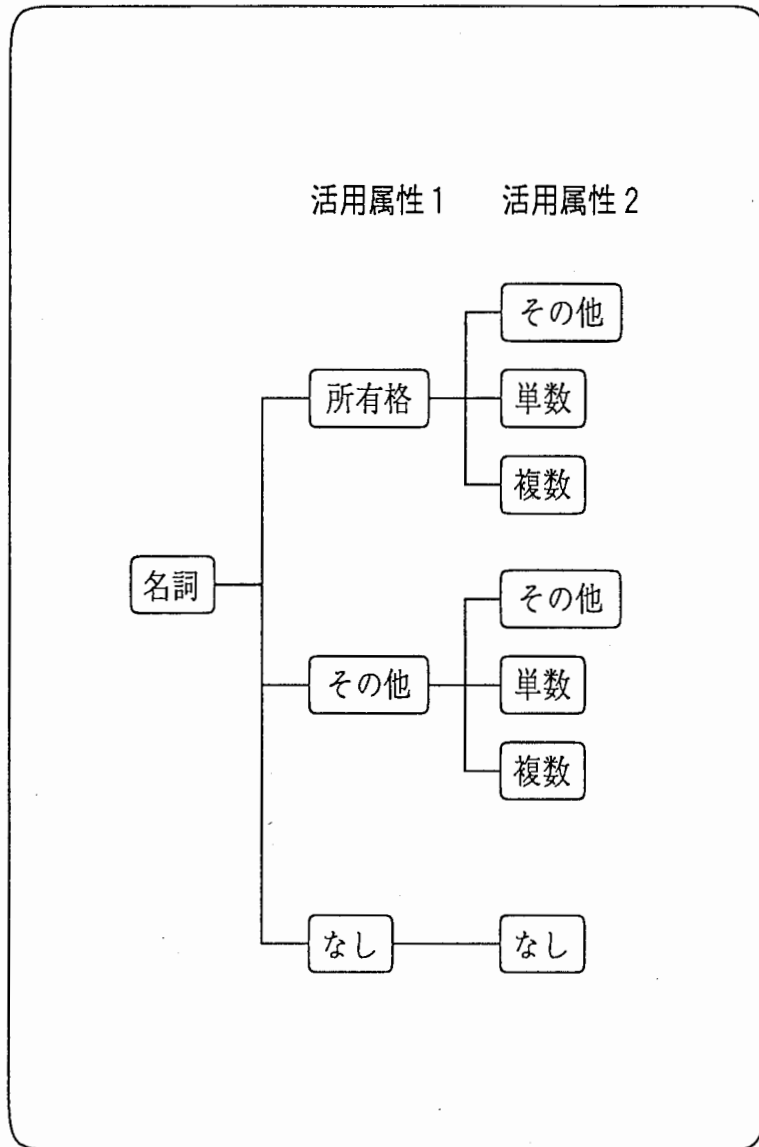 活用属性1 活用属性2
その他
所有格 単数
複数
名詞
その他
その他 単数
複数
なし なし